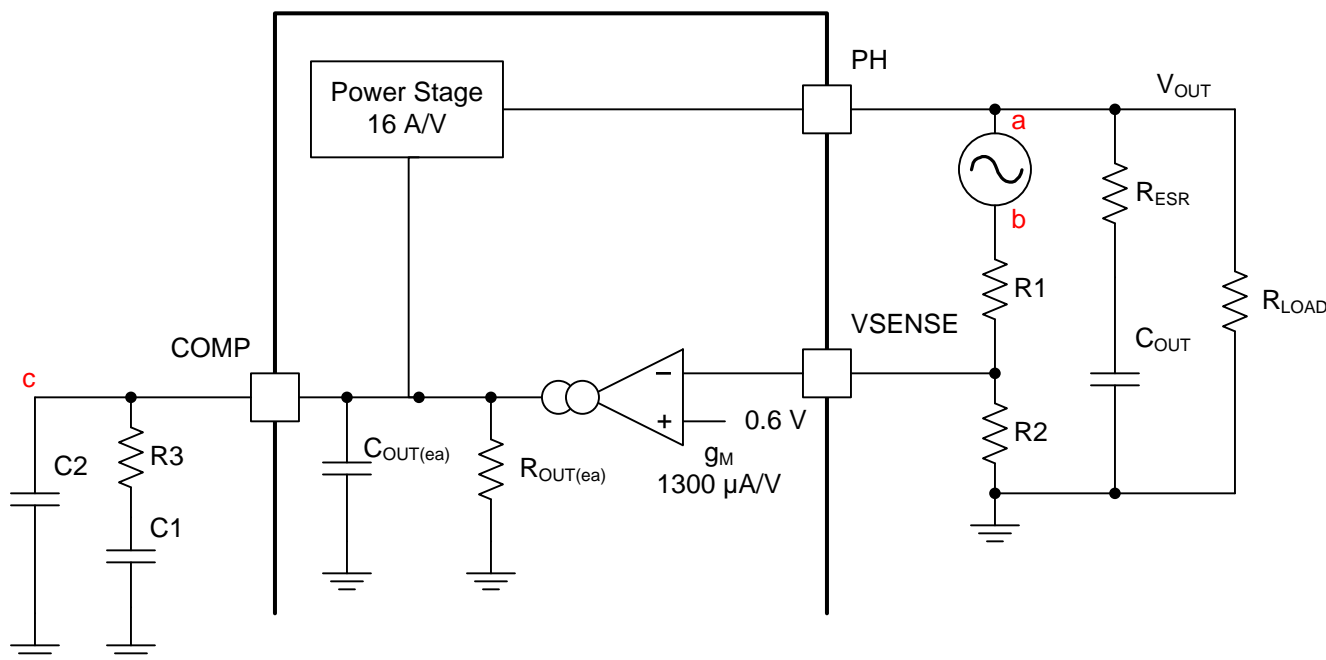 PH
Power Stage
16 A/V
VOUT
a
b
RESR
R1
RLOAD
VSENSE
COUT
COMP
c
−
+
0.6 V
R2
R3
C2
COUT(ea)
ROUT(ea)
gM
1300 µA/V
C1